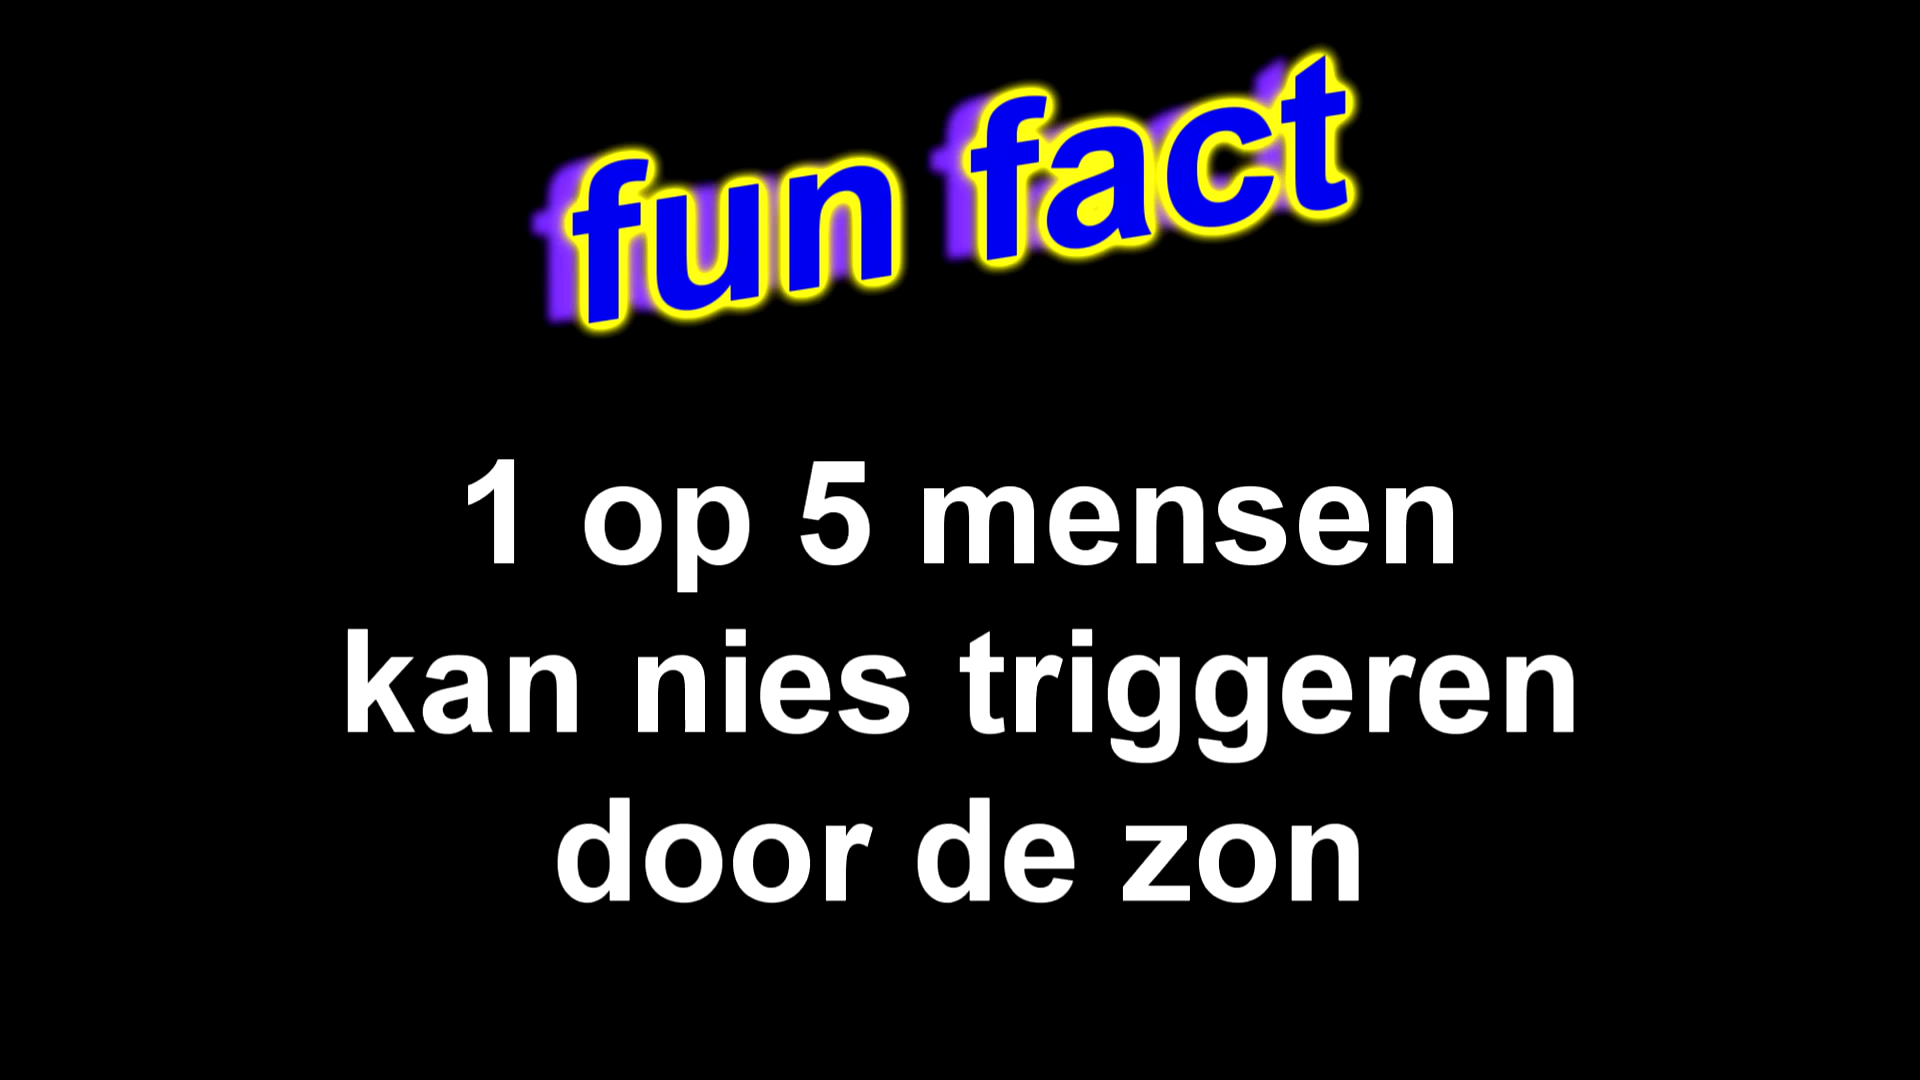 fun fact
1 op 5 mensen
kan nies triggeren
door de zon